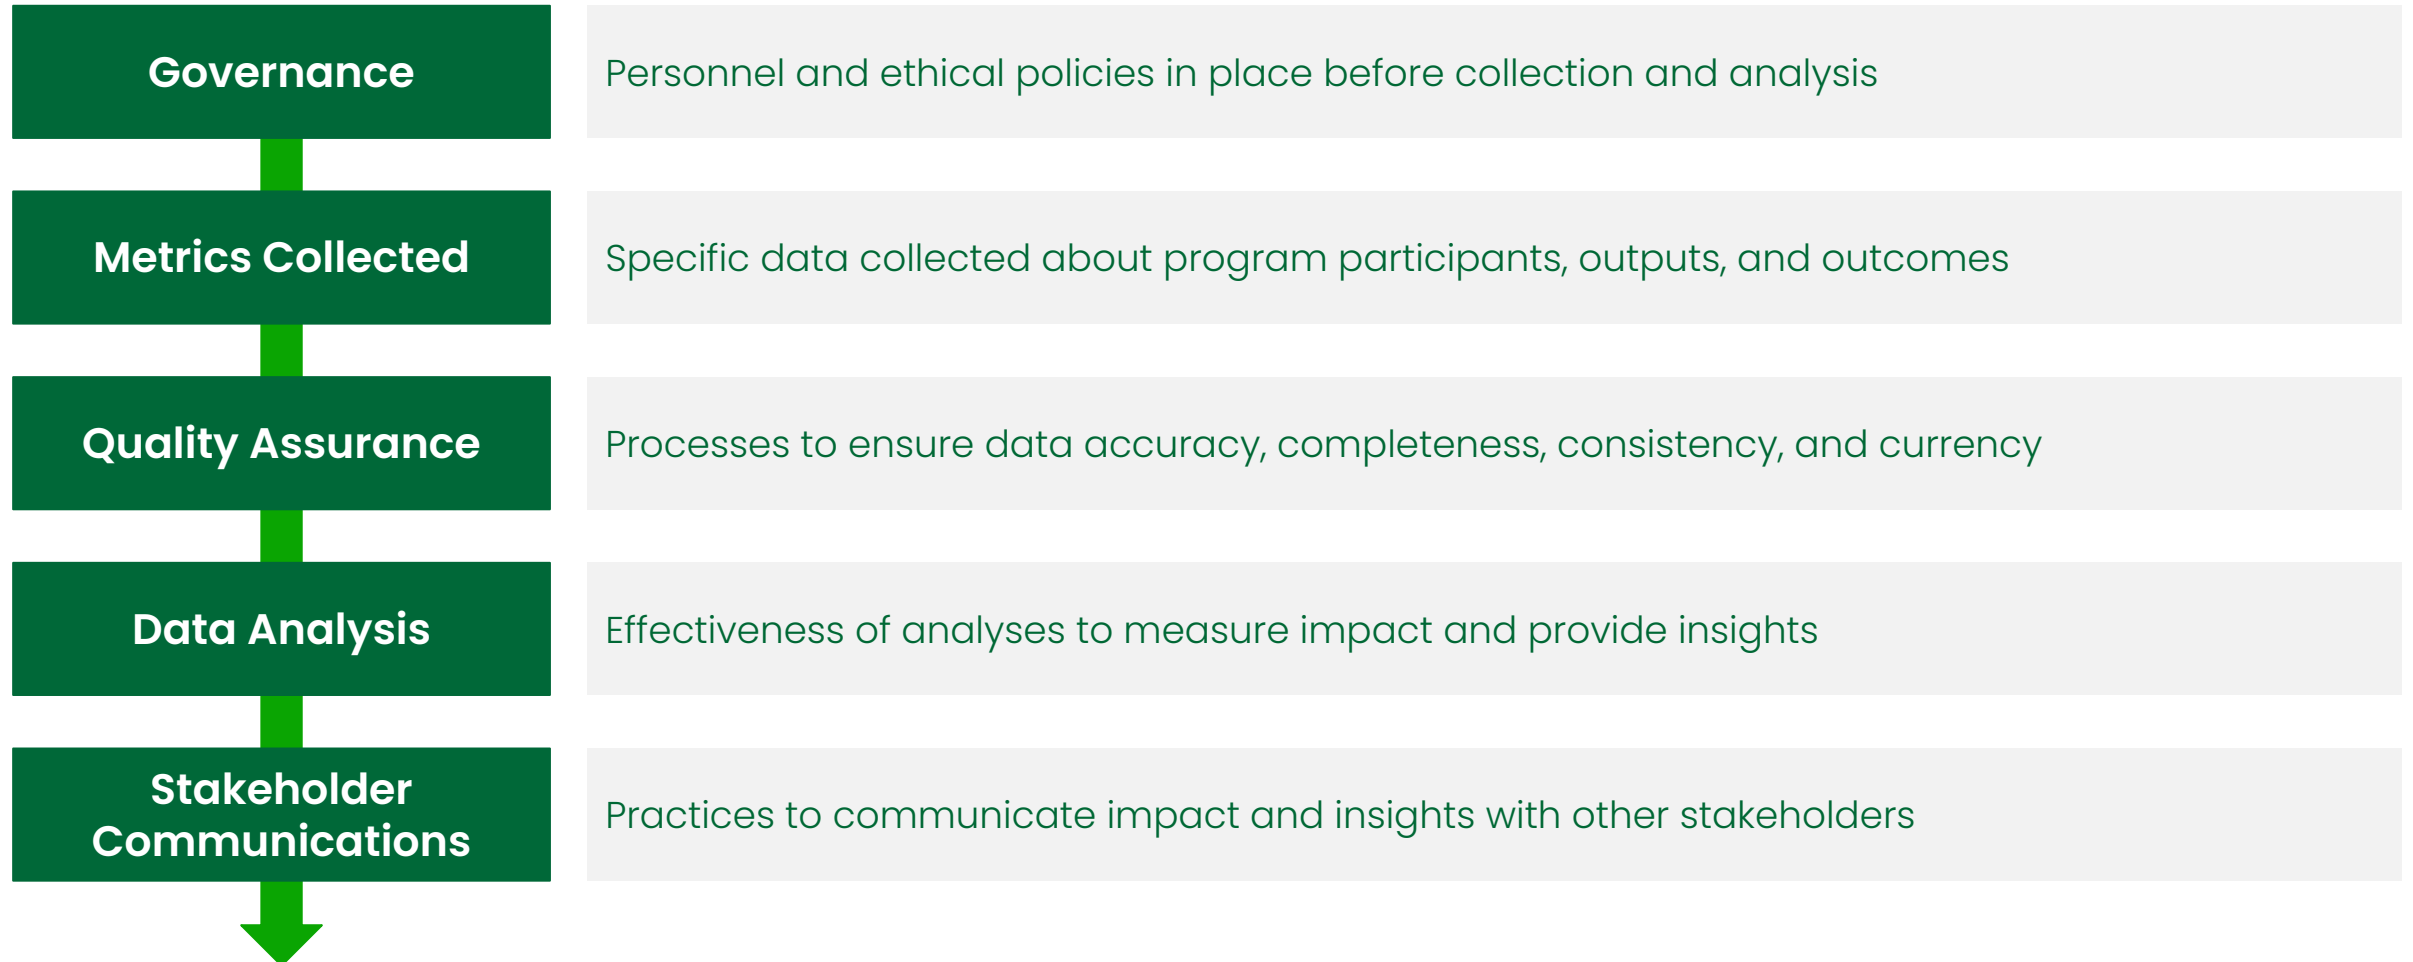 Governance
Personnel and ethical policies in place before collection and analysis
Metrics Collected
Specific data collected about program participants, outputs, and outcomes
Quality Assurance
Processes to ensure data accuracy, completeness, consistency, and currency
Data Analysis
Effectiveness of analyses to measure impact and provide insights
Stakeholder
Communications
Practices to communicate impact and insights with other stakeholders